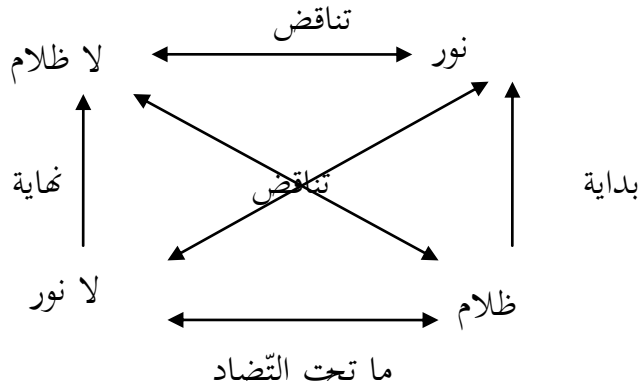 تناقض
نور
لا ظلام
بداية
تناقض
نهاية
ظلام
لا نور
ما تحت التّضاد